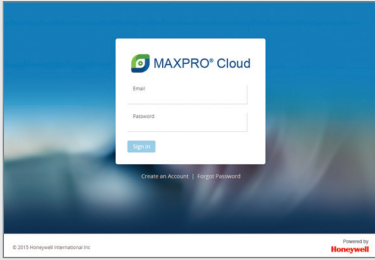 MAXPRO® Cloud
Email
Password
Sign in
Create an Account | Forgot Password
© 2015 Honeywell International Inc
Powered by
Honeywell